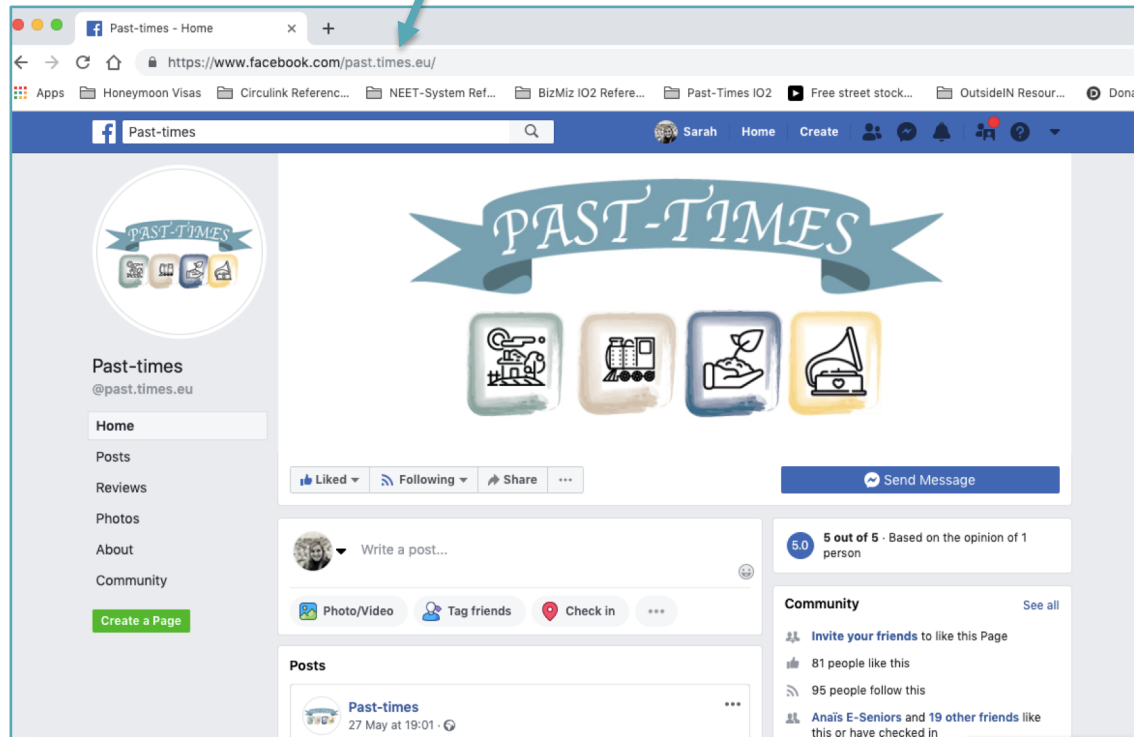 Past-times - Home
https://www.facebook.com/past.times.eu/
Apps Honeymoon Visas Circulink Referenc... NEET-System Ref... BizMiz IO2 Refere... Past-Times IO2 Free street stock... OutsideIN Resour... Dona
Past-times Sarah Home Create
PAST-TIMES
PAST-TIMES
Past-times
@past.times.eu
Home
Posts
Reviews
Photos
About
Community
Create a Page
Liked Following Share ...
Send Message
Write a post...
Photo/Video Tag friends Check in ...
5.0
5 out of 5 · Based on the opinion of 1
person
Community See all
Invite your friends to like this Page
81 people like this
95 people follow this
Anaïs E-Seniors and 19 other friends like
this or have checked in
Posts
Past-times
27 May at 19:01 ·